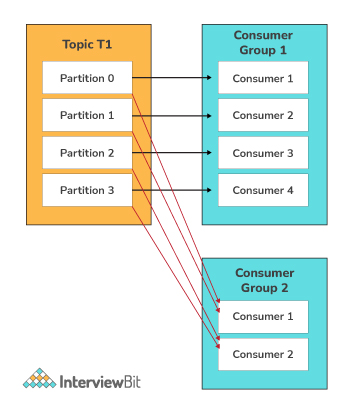 Topic T1
Partition 0
Partition 1
Partition 2
Partition 3
Consumer
Group 1
Consumer 1
Consumer 2
Consumer 3
Consumer 4
Consumer
Group 2
Consumer 1
Consumer 2
InterviewBit